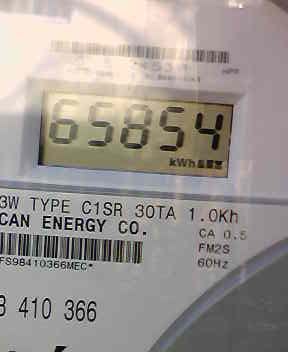 65854
kWh
3W TYPE C1SR 30TA 1.0Kh
CAN ENERGY CO.
CA 0.5
FM2S
60Hz
FS98410366MEC*
8 410 366